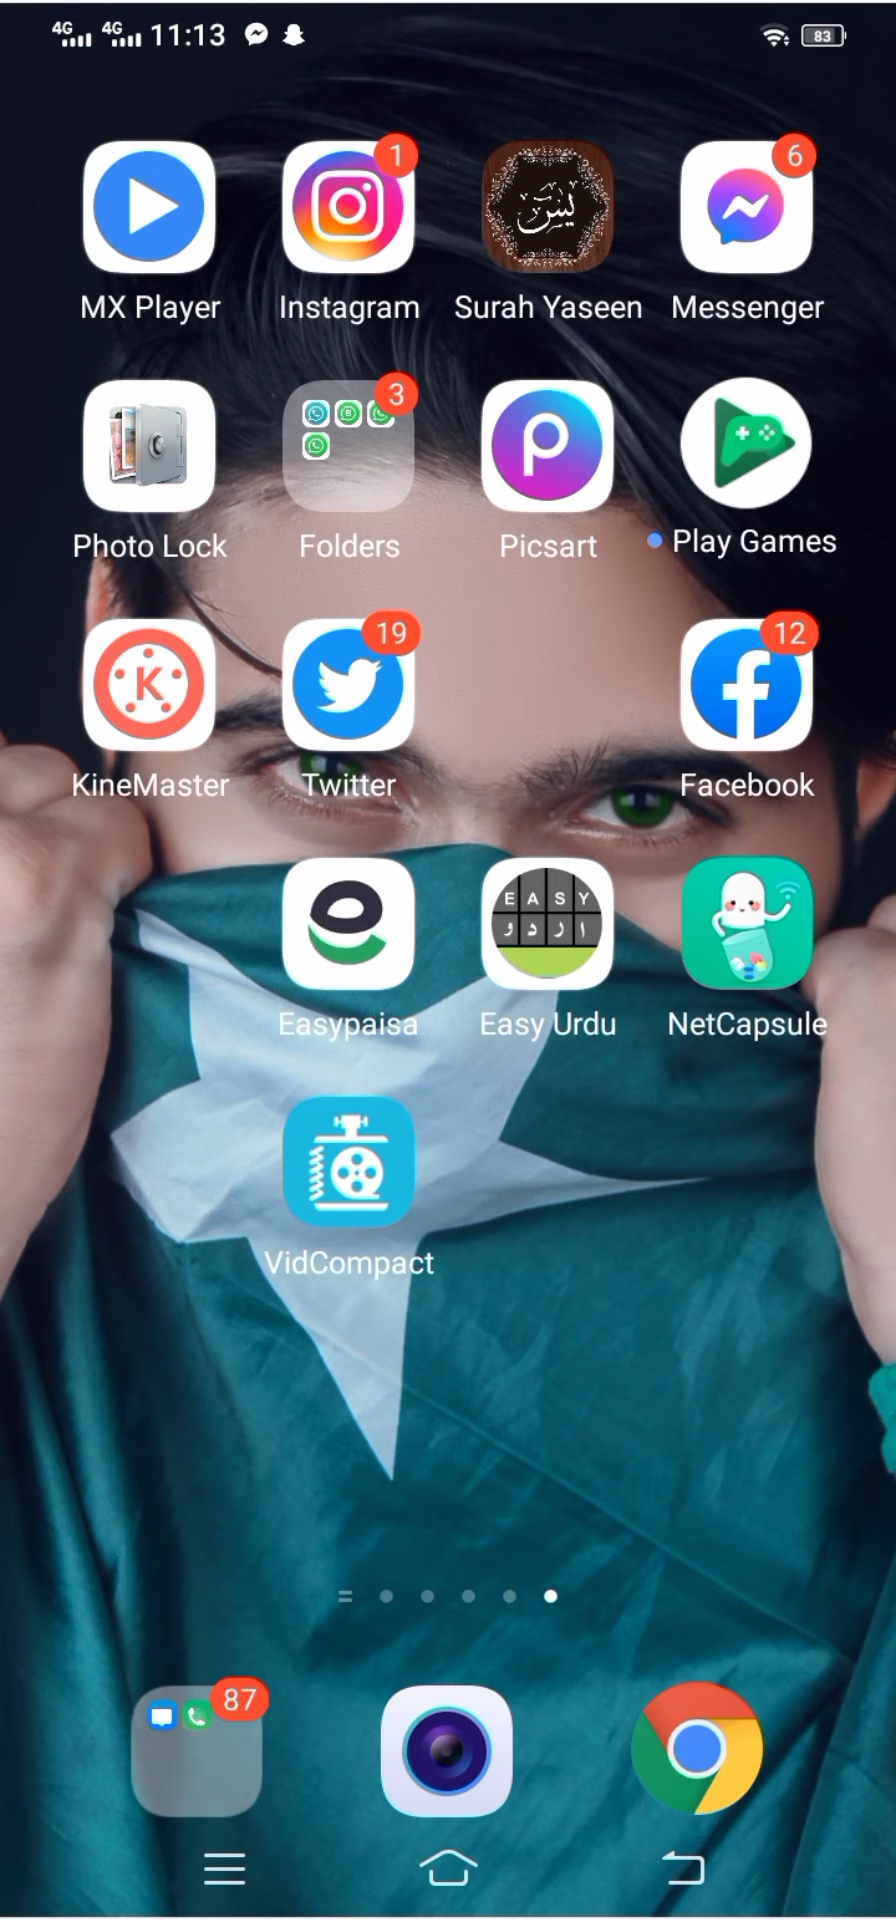 4G 4G 11:13 83
1 6
MX Player Instagram Surah Yaseen Messenger
يس
3
Photo Lock Folders Picsart Play Games
19 12
K
KineMaster Twitter Facebook
E A S Y
ا ر د و
Easypaisa Easy Urdu NetCapsule
VidCompact
87